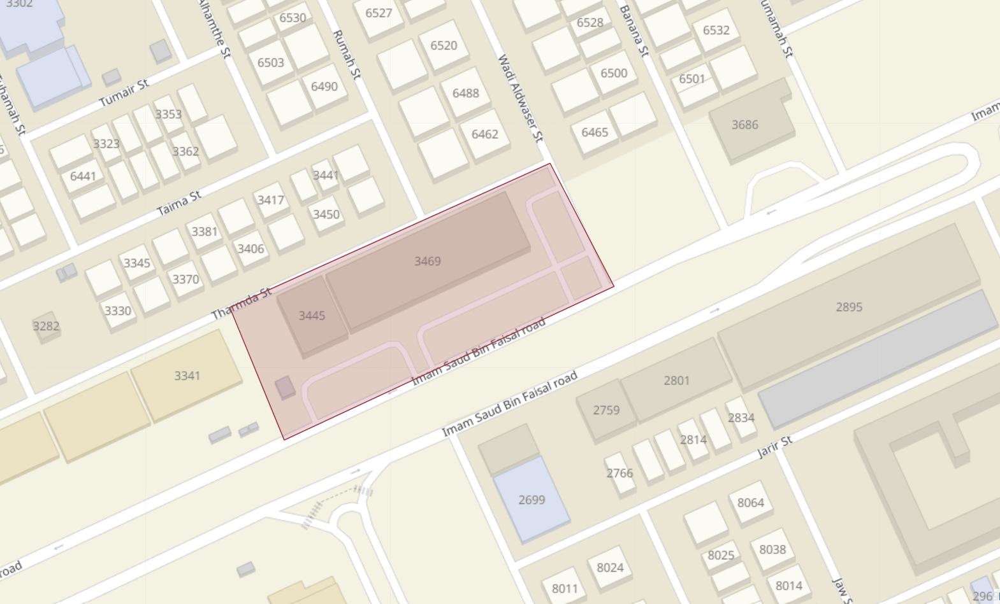 3302
Alhamthe St
6530
6527
6528
Banana St
6532
umamah St
Rumah St
6520
6503
Wadi Aldwaser St
6500
6501
Tumair St
6490
6488
Tuhamah St
3353
3686
Imam
3323
6462
6465
3362
6441
3441
Taima St
3417
3450
3381
3406
3345
3469
3370
Tharmda St
3330
3445
2895
3282
Imam Saud Bin Faisal road
3341
2801
Imam Saud Bin Faisal road
2759
2834
2814
Jarir St
2766
2699
8064
8025
8038
road
8024
8011
8014
Jaw S
296